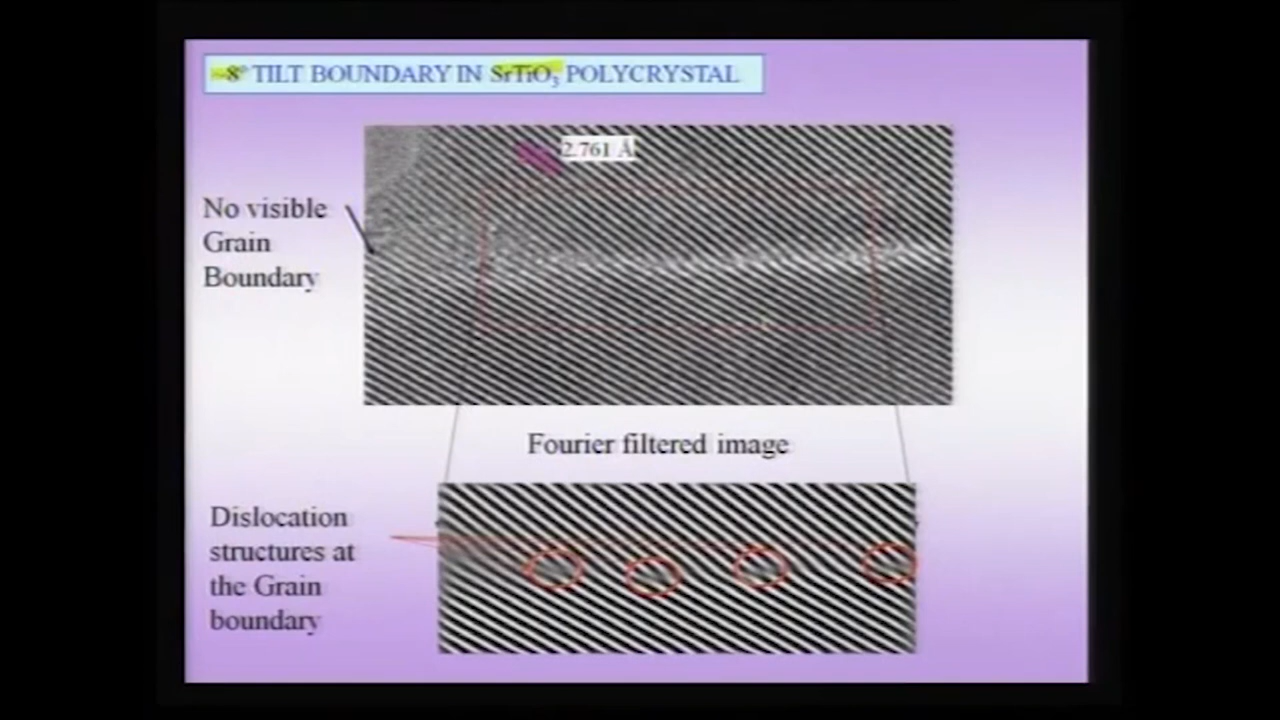 ~8° TILT BOUNDARY IN SrTiO₃ POLYCRYSTAL
2.761 Å
No visible
Grain
Boundary
Fourier filtered image
Dislocation
structures at
the Grain
boundary